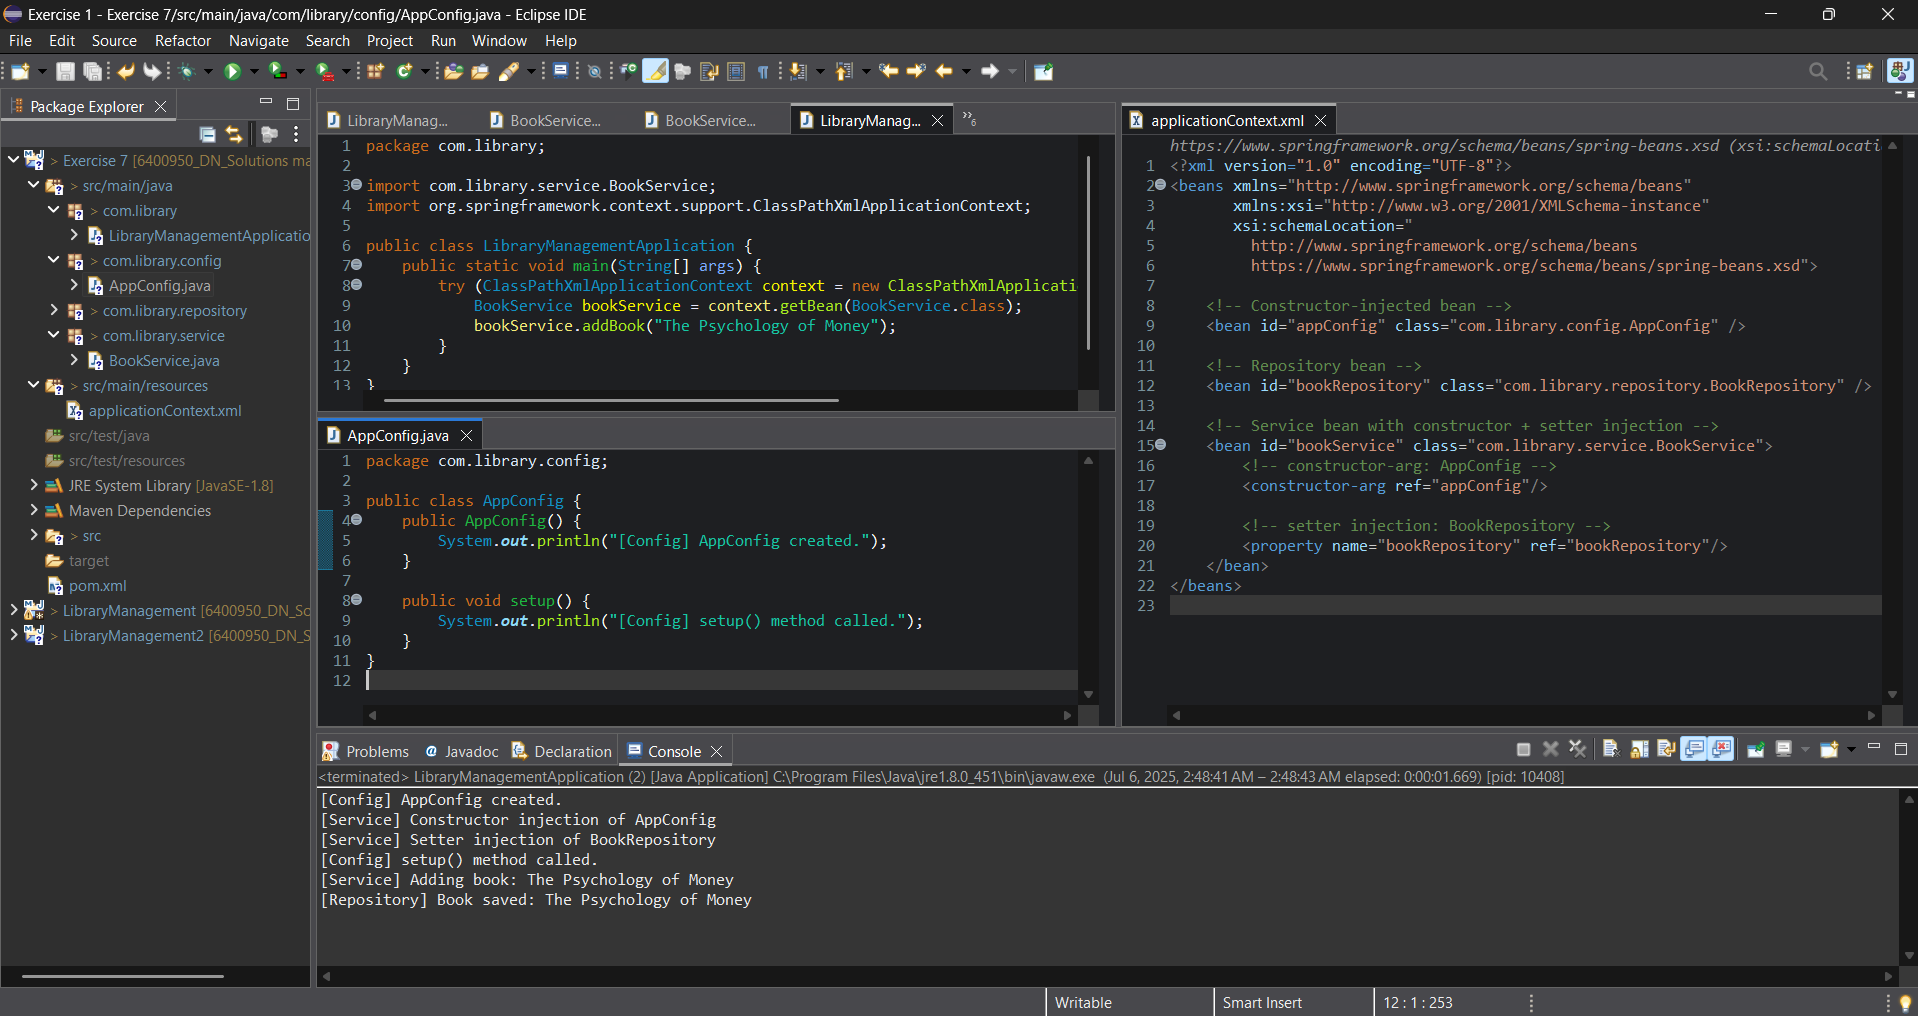 Exercise 1 - Exercise 7/src/main/java/com/library/config/AppConfig.java - Eclipse IDE
File Edit Source Refactor Navigate Search Project Run Window Help
Package Explorer
> Exercise 7 [6400950_DN_Solutions ma
> src/main/java
> com.library
LibraryManagementApplicatio
> com.library.config
AppConfig.java
> com.library.repository
> com.library.service
BookService.java
> src/main/resources
applicationContext.xml
src/test/java
src/test/resources
JRE System Library [JavaSE-1.8]
Maven Dependencies
> src
target
pom.xml
> LibraryManagement [6400950_DN_So
> LibraryManagement2 [6400950_DN_S
LibraryManag... BookService... BookService... LibraryManag... »6
1 package com.library;
2
3 import com.library.service.BookService;
4 import org.springframework.context.support.ClassPathXmlApplicationContext;
5
6 public class LibraryManagementApplication {
7 public static void main(String[] args) {
8 try (ClassPathXmlApplicationContext context = new ClassPathXmlApplicati
9 BookService bookService = context.getBean(BookService.class);
10 bookService.addBook("The Psychology of Money");
11 }
12 }
13 }
AppConfig.java
1 package com.library.config;
2
3 public class AppConfig {
4 public AppConfig() {
5 System.out.println("[Config] AppConfig created.");
6 }
7
8 public void setup() {
9 System.out.println("[Config] setup() method called.");
10 }
11 }
12
applicationContext.xml
https://www.springframework.org/schema/beans/spring-beans.xsd (xsi:schemaLocati
1 <?xml version="1.0" encoding="UTF-8"?>
2 <beans xmlns="http://www.springframework.org/schema/beans"
3 xmlns:xsi="http://www.w3.org/2001/XMLSchema-instance"
4 xsi:schemaLocation="
5 http://www.springframework.org/schema/beans
6 https://www.springframework.org/schema/beans/spring-beans.xsd">
7
8 <!-- Constructor-injected bean -->
9 <bean id="appConfig" class="com.library.config.AppConfig" />
10
11 <!-- Repository bean -->
12 <bean id="bookRepository" class="com.library.repository.BookRepository" />
13
14 <!-- Service bean with constructor + setter injection -->
15 <bean id="bookService" class="com.library.service.BookService">
16 <!-- constructor-arg: AppConfig -->
17 <constructor-arg ref="appConfig"/>
18
19 <!-- setter injection: BookRepository -->
20 <property name="bookRepository" ref="bookRepository"/>
21 </bean>
22 </beans>
23
Problems @ Javadoc Declaration Console
<terminated> LibraryManagementApplication (2) [Java Application] C:\Program Files\Java\jre1.8.0_451\bin\javaw.exe (Jul 6, 2025, 2:48:41 AM – 2:48:43 AM elapsed: 0:00:01.669) [pid: 10408]
[Config] AppConfig created.
[Service] Constructor injection of AppConfig
[Service] Setter injection of BookRepository
[Config] setup() method called.
[Service] Adding book: The Psychology of Money
[Repository] Book saved: The Psychology of Money
Writable Smart Insert 12 : 1 : 253